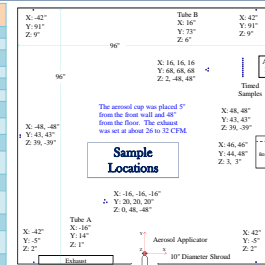 X: -42"
Y: 91"
Z: 9"
Tube B
X: 16"
Y: 73"
Z: 6"
X: 42"
Y: 91"
Z: 9"
96"
96"
X: 16, 16, 16
Y: 68, 68, 68
Z: 2, -48, 48"
Timed
Samples
The aerosol cup was placed 5"
from the front wall and 48"
from the floor. The exhaust
was set at about 26 to 32 CFM.
X: -48, -48"
Y: 43, 43"
Z: 39, -39"
X: 48, 48"
Y: 43, 43"
Z: 39, -39"
Sample
Locations
X: 46, 46"
Y: 44, 48"
Z: 3, 3"
X: -16, -16, -16"
Y: 20, 20, 20"
Z: 0, 48, -48"
Tube A
X: -16"
Y: 14"
Z: 1"
X: -42"
Y: -5"
Z: 2"
Y
X
Z
Aerosol Applicator
10" Diameter Shroud
X: 42"
Y: -5"
Z: 2"
Exhaust